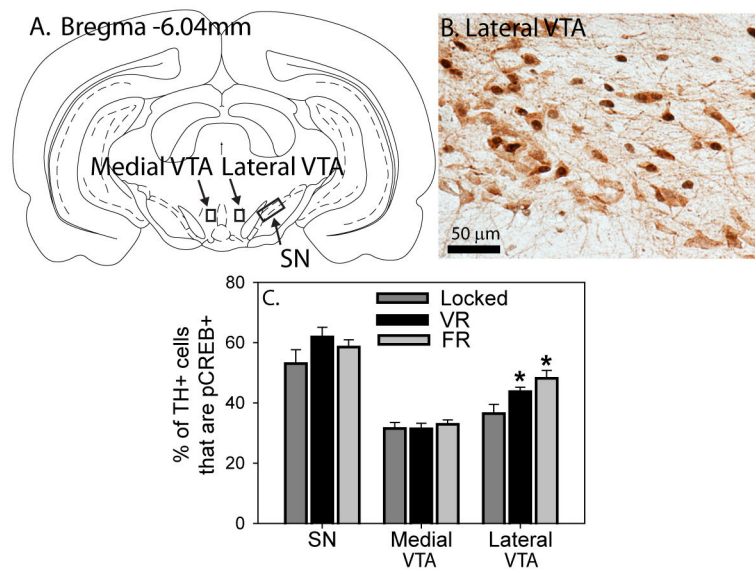 A. Bregma -6.04mm
Medial VTA Lateral VTA
SN
B. Lateral VTA
50 μm
C.
Locked
VR
FR
% of TH+ cells
that are pCREB+
80
60
40
20
0
* *
SN
Medial
VTA
Lateral
VTA